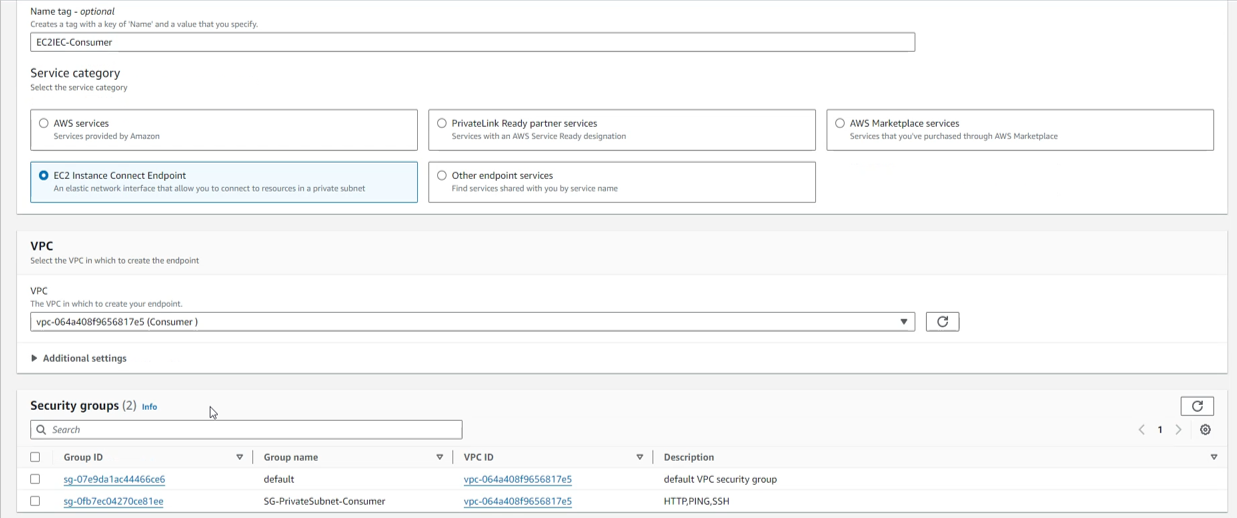 Name tag - optional
Creates a tag with a key of 'Name' and a value that you specify.
EC2IEC-Consumer
Service category
Select the service category
AWS services
Services provided by Amazon
PrivateLink Ready partner services
Services with an AWS Service Ready designation
AWS Marketplace services
Services that you've purchased through AWS Marketplace
EC2 Instance Connect Endpoint
An elastic network interface that allow you to connect to resources in a private subnet
Other endpoint services
Find services shared with you by service name
VPC
Select the VPC in which to create the endpoint
VPC
The VPC in which to create your endpoint.
vpc-064a408f9656817e5 (Consumer )
Additional settings
Security groups (2) Info
Search
1
Group ID Group name VPC ID Description
sg-07e9da1ac44466ce6 default vpc-064a408f9656817e5 default VPC security group
sg-0fb7ec04270ce81ee SG-PrivateSubnet-Consumer vpc-064a408f9656817e5 HTTP,PING,SSH